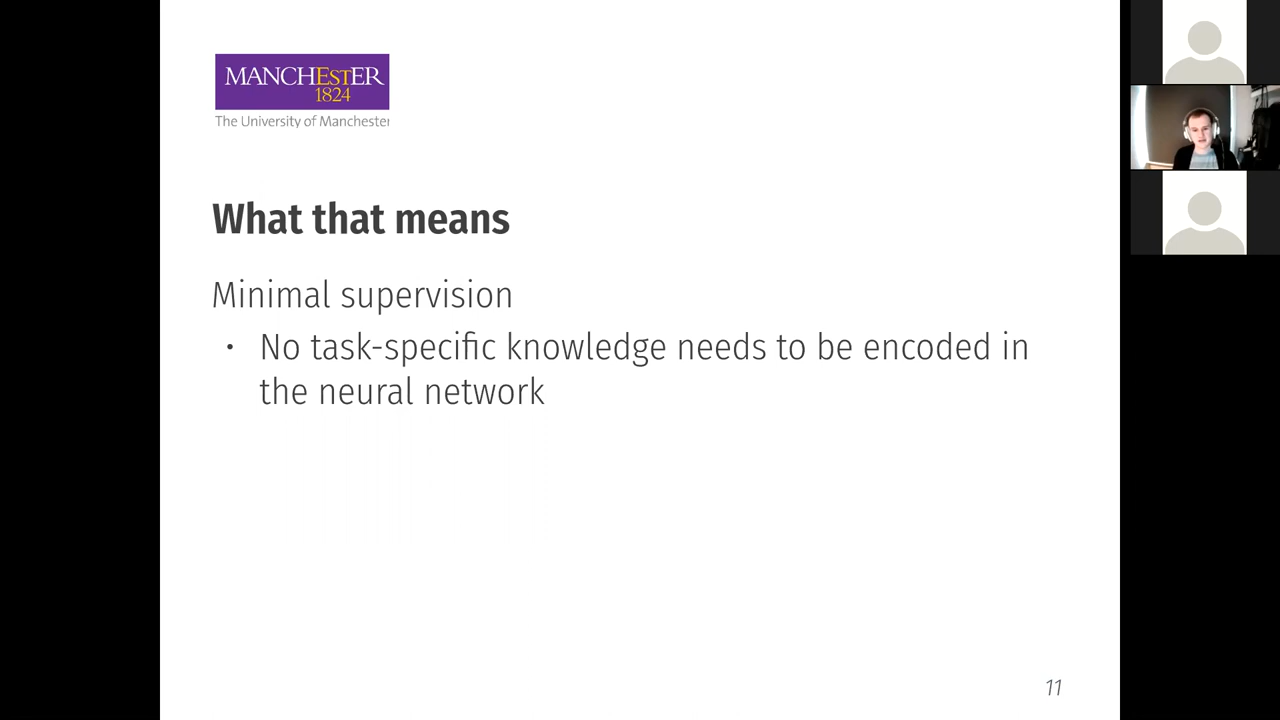 MANCHESTER
1824
The University of Manchester
What that means
Minimal supervision
• No task-specific knowledge needs to be encoded in
the neural network
11